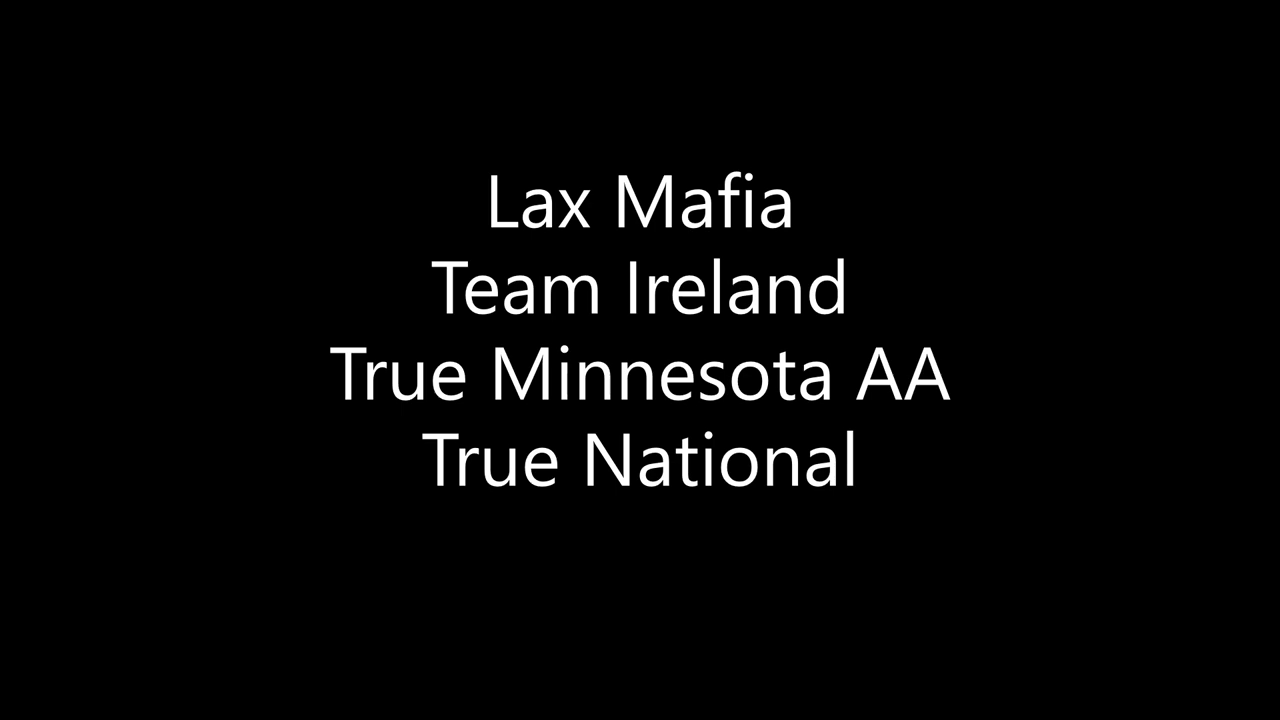 Lax Mafia
Team Ireland
True Minnesota AA
True National